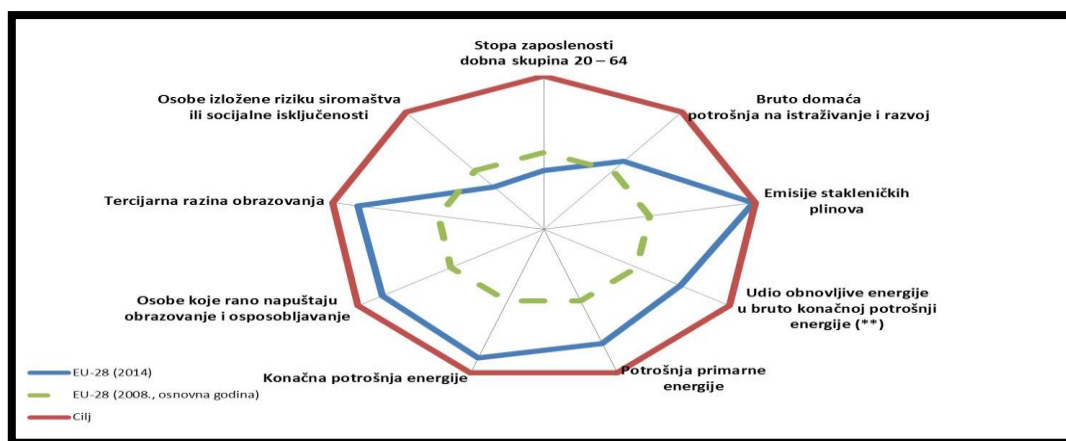 Stopa zaposlenosti
dobna skupina 20 – 64
Bruto domaća
potrošnja na istraživanje i razvoj
Emisije stakleničkih
plinova
Udio obnovljive energije
u bruto konačnoj potrošnji
energije (**)
Potrošnja primarne
energije
Konačna potrošnja energije
Osobe koje rano napuštaju
obrazovanje i osposobljavanje
Tercijarna razina obrazovanja
Osobe izložene riziku siromaštva
ili socijalne isključenosti
EU-28 (2014)
EU-28 (2008., osnovna godina)
Cilj